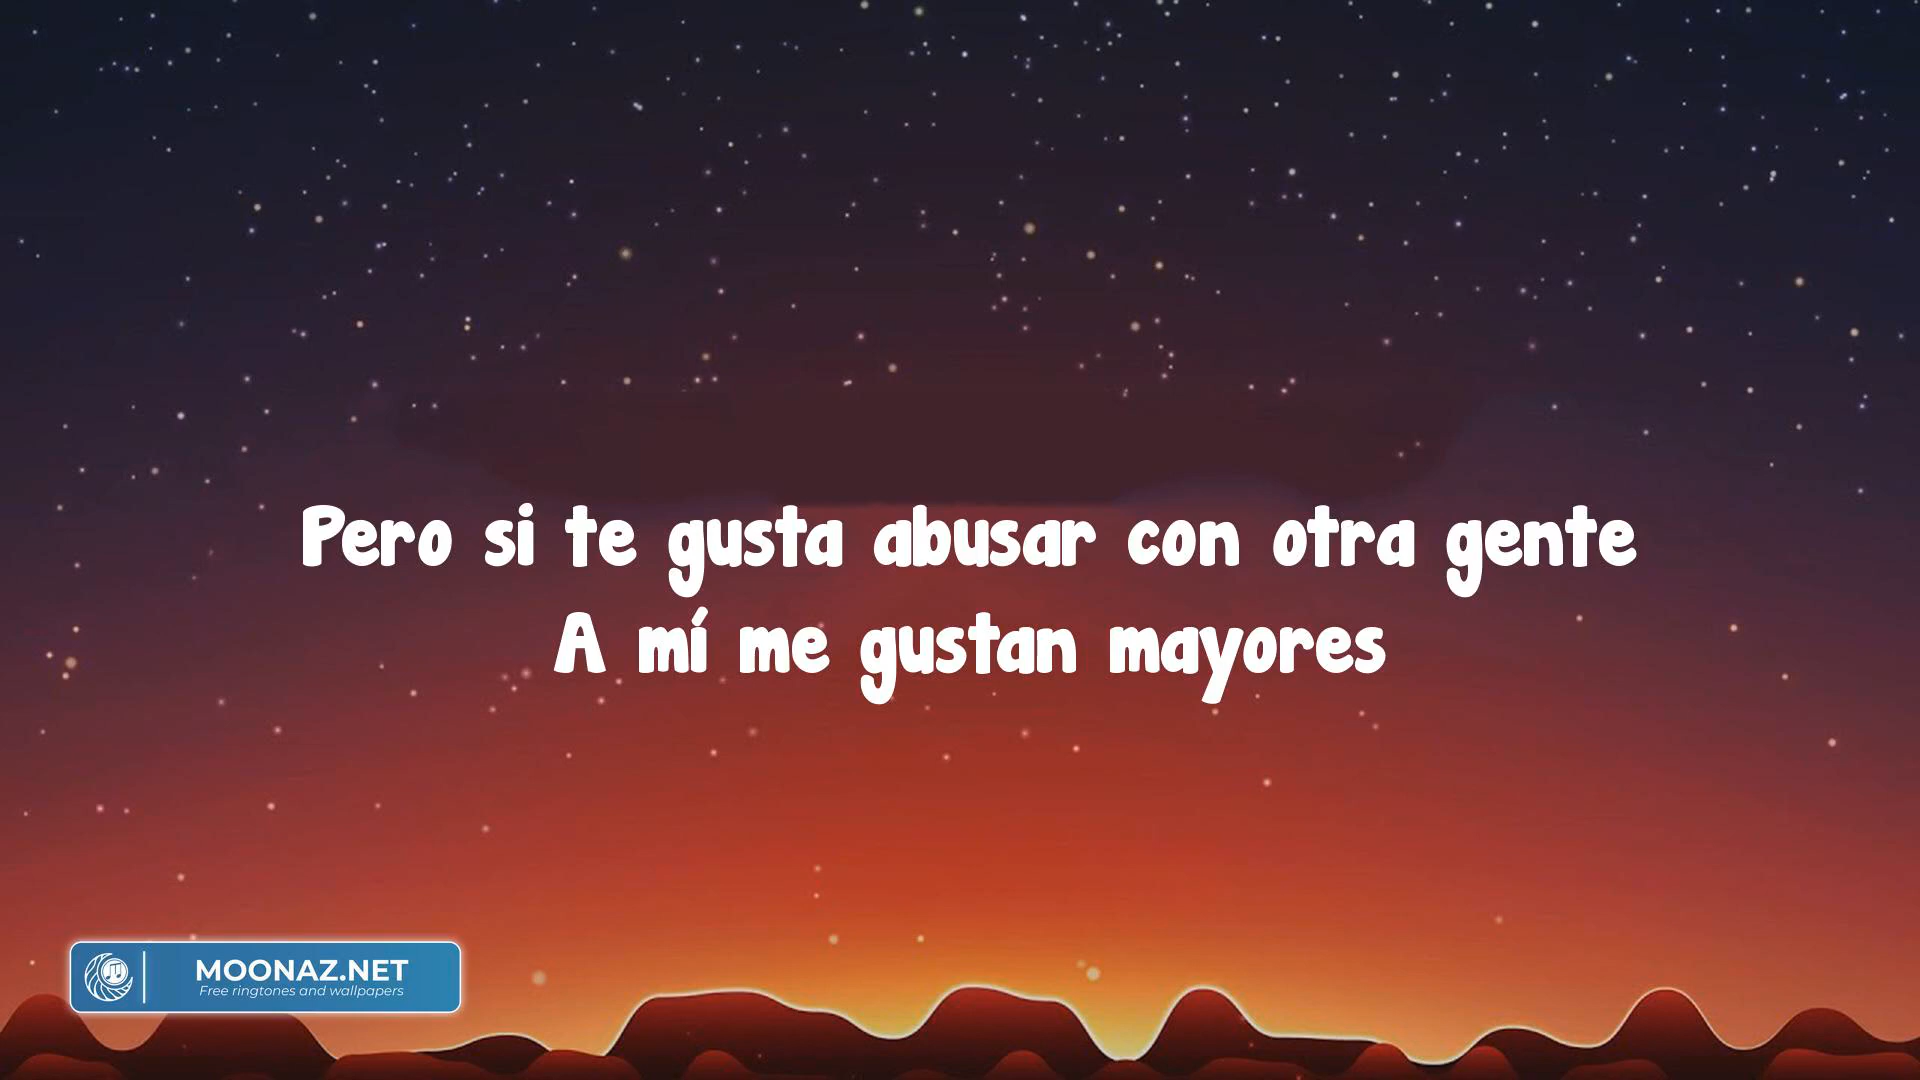 Pero si te gusta abusar con otra gente
A mí me gustan mayores
MOONAZ.NET
Free ringtones and wallpapers